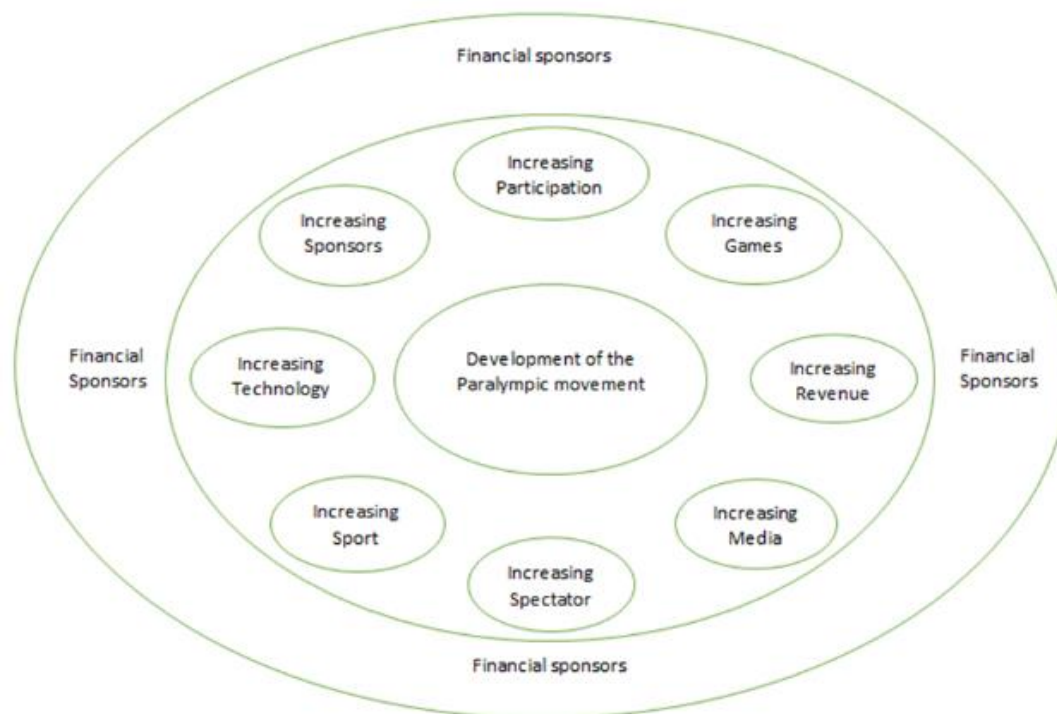 Financial sponsors
Increasing
Participation
Increasing
Sponsors
Increasing
Games
Financial
Sponsors
Increasing
Technology
Development of the
Paralympic movement
Increasing
Revenue
Financial
Sponsors
Increasing
Sport
Increasing
Media
Increasing
Spectator
Financial sponsors